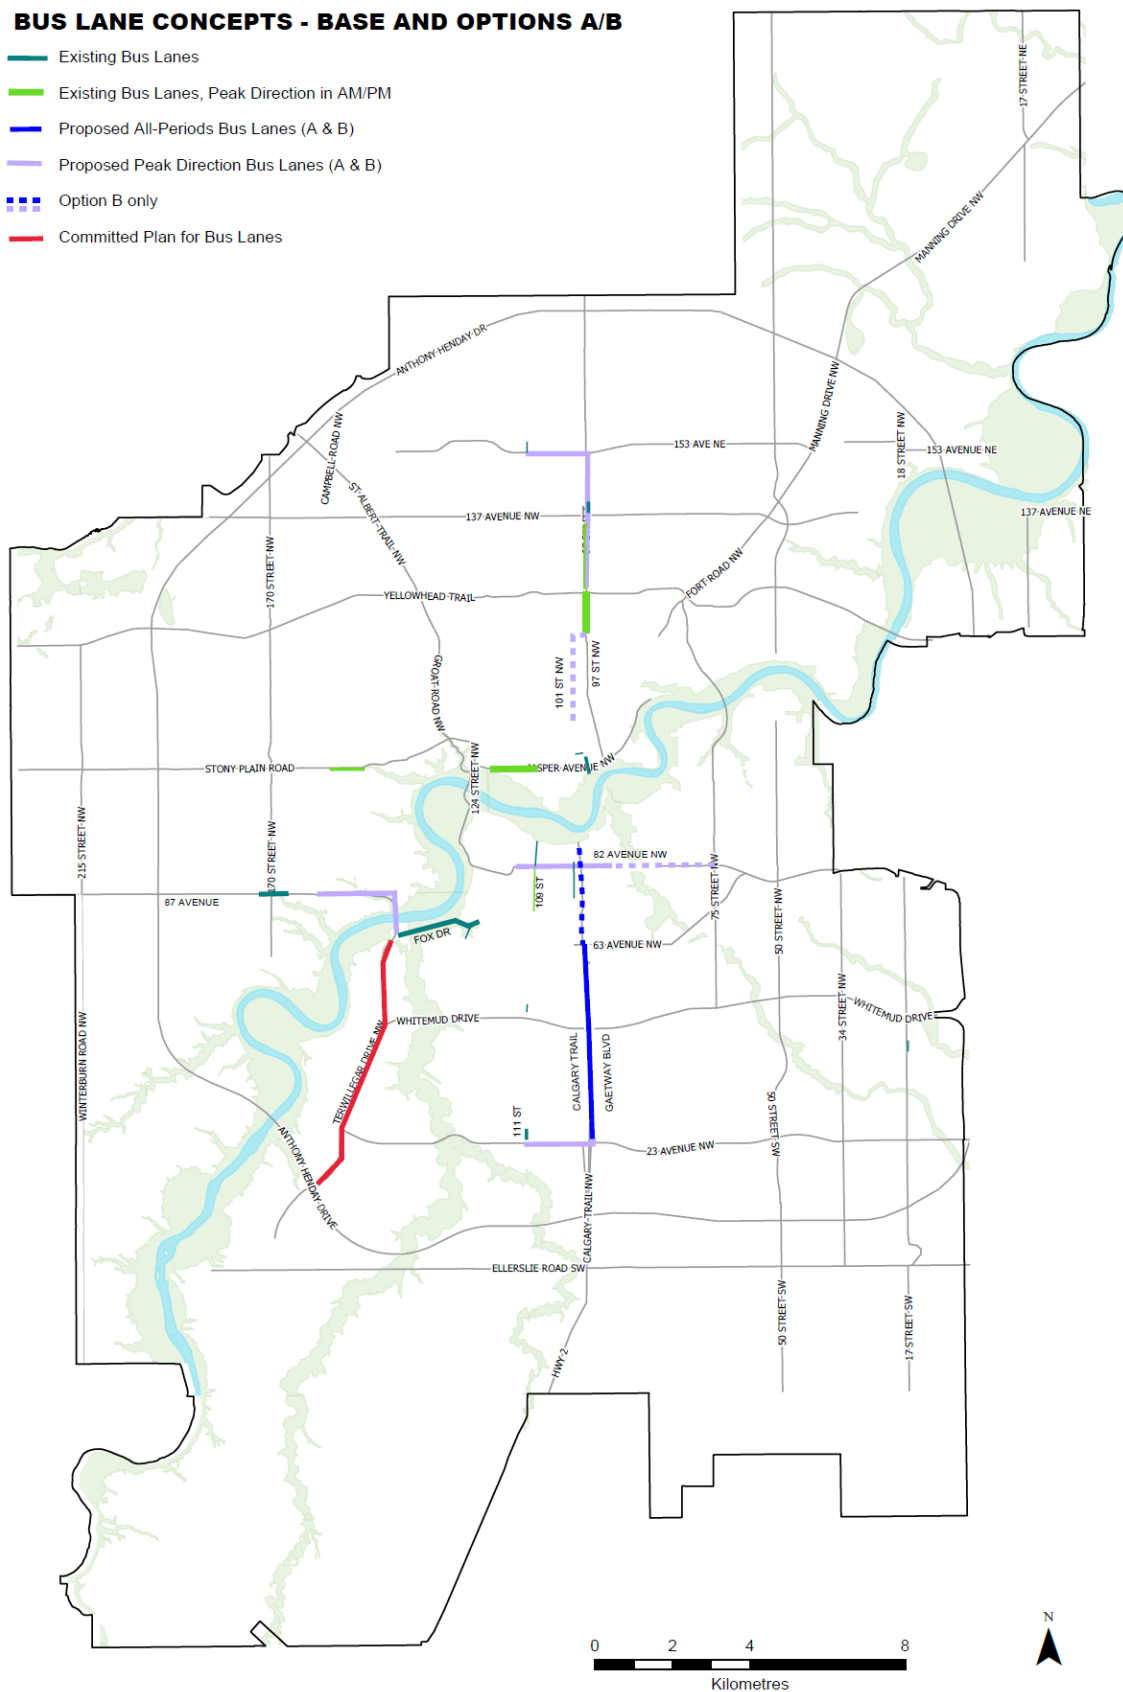 BUS LANE CONCEPTS - BASE AND OPTIONS A/B
Existing Bus Lanes
Existing Bus Lanes, Peak Direction in AM/PM
Proposed All-Periods Bus Lanes (A & B)
Proposed Peak Direction Bus Lanes (A & B)
Option B only
Committed Plan for Bus Lanes
17 STREET NE
MANNING DRIVE NW
ANTHONY HENDAY DR
MANNING DRIVE NW
CAMPBELL ROAD NW
153 AVE NE
18 STREET NW
153 AVENUE NE
ST ALBERT TRAIL NW
137 AVENUE NW
137 AVENUE NE
170 STREET NW
FORT ROAD NW
YELLOWHEAD TRAIL
GROAT ROAD NW
101 ST NW
97 ST NW
STONY PLAIN ROAD
124 STREET NW
JASPER AVENUE NW
215 STREET NW
170 STREET NW
82 AVENUE NW
87 AVENUE
109 ST
75 STREET NW
50 STREET NW
FOX DR
63 AVENUE NW
WINTERBURN ROAD NW
WHITEMUD DRIVE
34 STREET NW
WHITEMUD DRIVE
TERWILLEGAR DRIVE NW
CALGARY TRAIL
GAETWAY BLVD
111 ST
50 STREET SW
23 AVENUE NW
ANTHONY HENDAY DRIVE
CALGARY TRAIL NW
ELLERSLIE ROAD SW
50 STREET SW
17 STREET SW
HWY 2
N
0 2 4 8
Kilometres